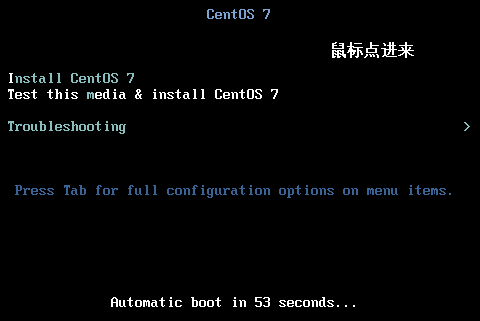 CentOS 7
鼠标点进来
Install CentOS 7
Test this media & install CentOS 7
Troubleshooting >
Press Tab for full configuration options on menu items.
Automatic boot in 53 seconds...